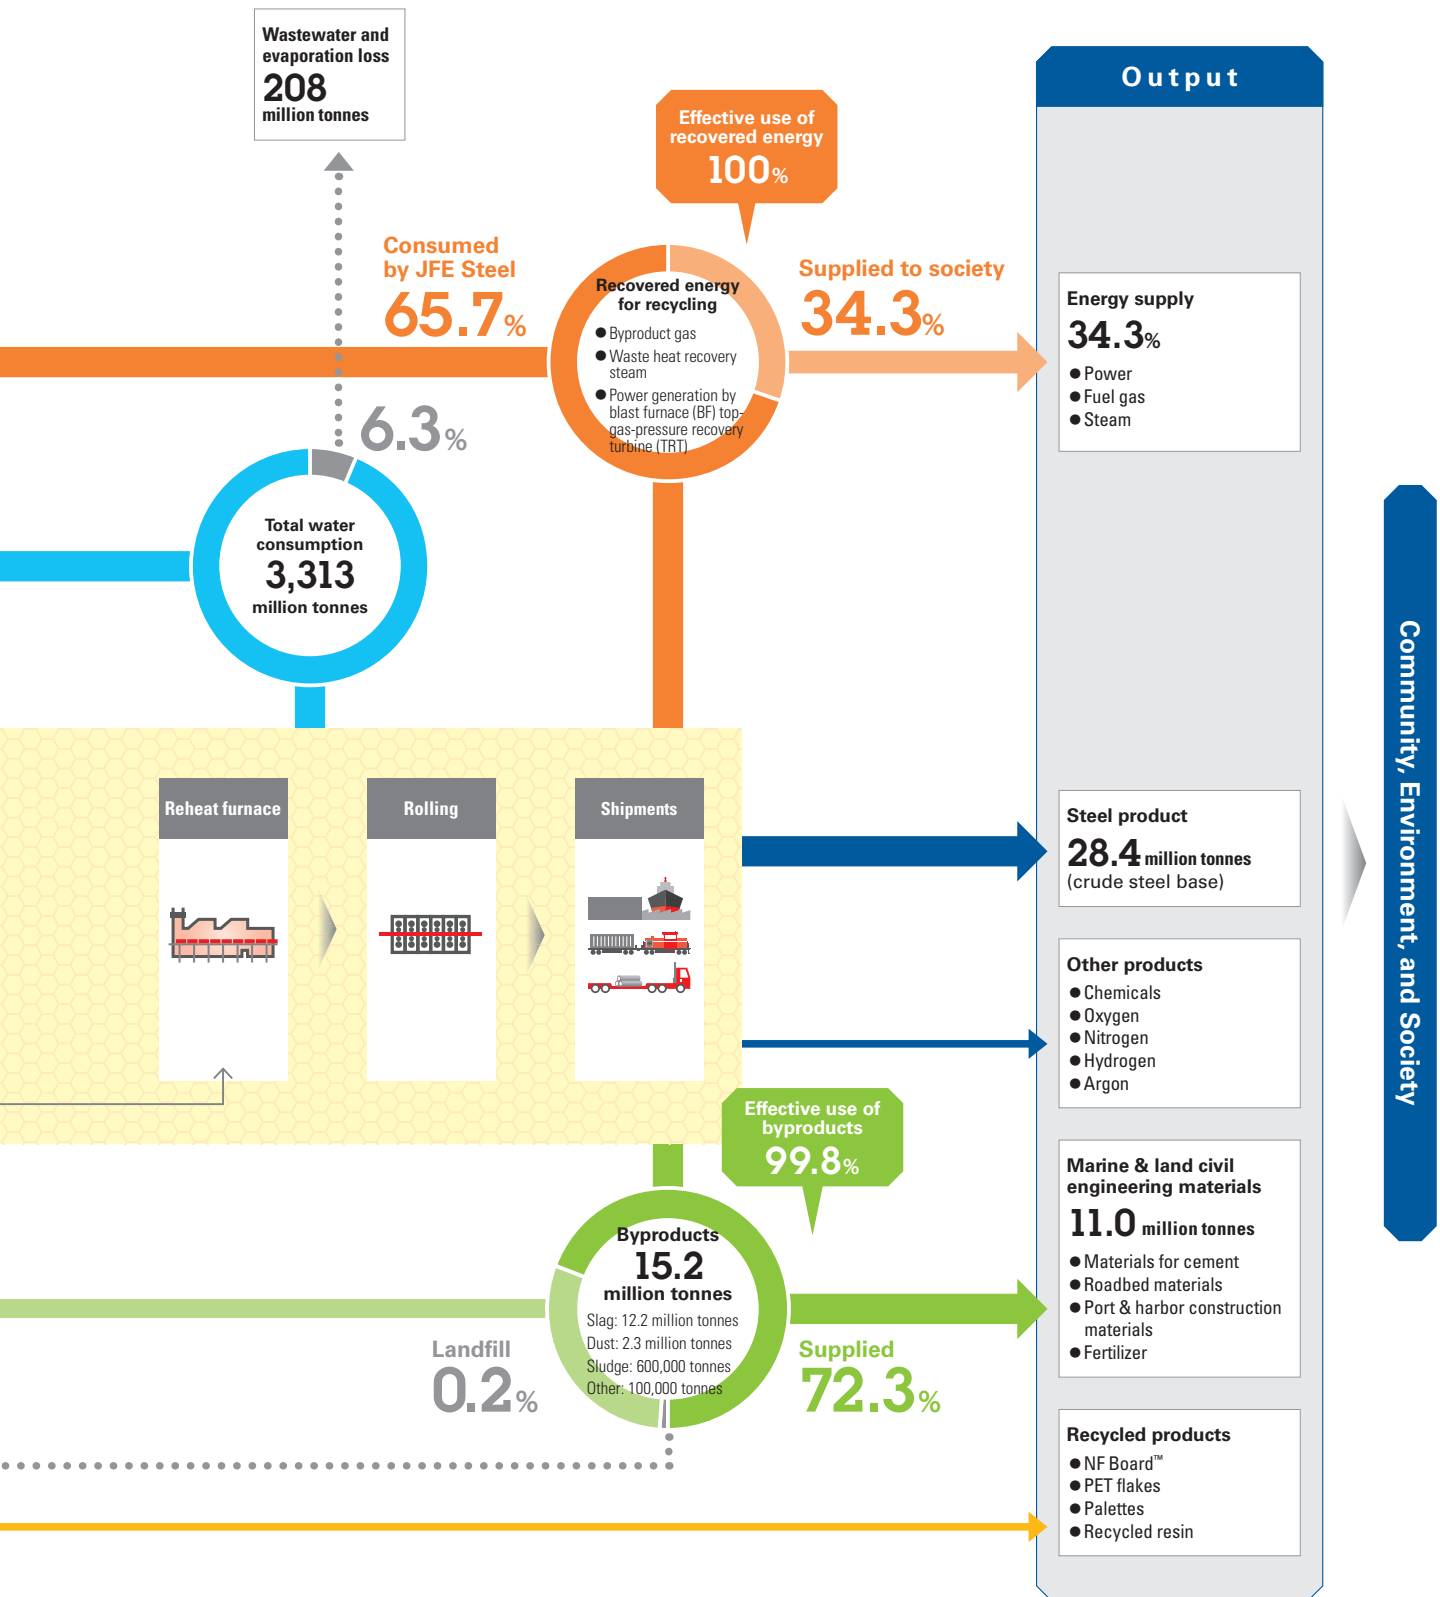 Wastewater and
evaporation loss
208
million tonnes
Effective use of
recovered energy
100%
Output
Consumed
by JFE Steel
65.7%
Recovered energy
for recycling
● Byproduct gas
● Waste heat recovery
steam
● Power generation by
blast furnace (BF) top-
gas-pressure recovery
turbine (TRT)
Supplied to society
34.3%
Energy supply
34.3%
● Power
● Fuel gas
● Steam
6.3%
Total water
consumption
3,313
million tonnes
Community, Environment, and Society
Reheat furnace
Rolling
Shipments
Steel product
28.4 million tonnes
(crude steel base)
Other products
● Chemicals
● Oxygen
● Nitrogen
● Hydrogen
● Argon
Effective use of
byproducts
99.8%
Marine & land civil
engineering materials
11.0 million tonnes
● Materials for cement
● Roadbed materials
● Port & harbor construction
materials
● Fertilizer
Byproducts
15.2
million tonnes
Slag: 12.2 million tonnes
Dust: 2.3 million tonnes
Sludge: 600,000 tonnes
Other: 100,000 tonnes
Landfill
0.2%
Supplied
72.3%
Recycled products
● NF Board™
● PET flakes
● Palettes
● Recycled resin